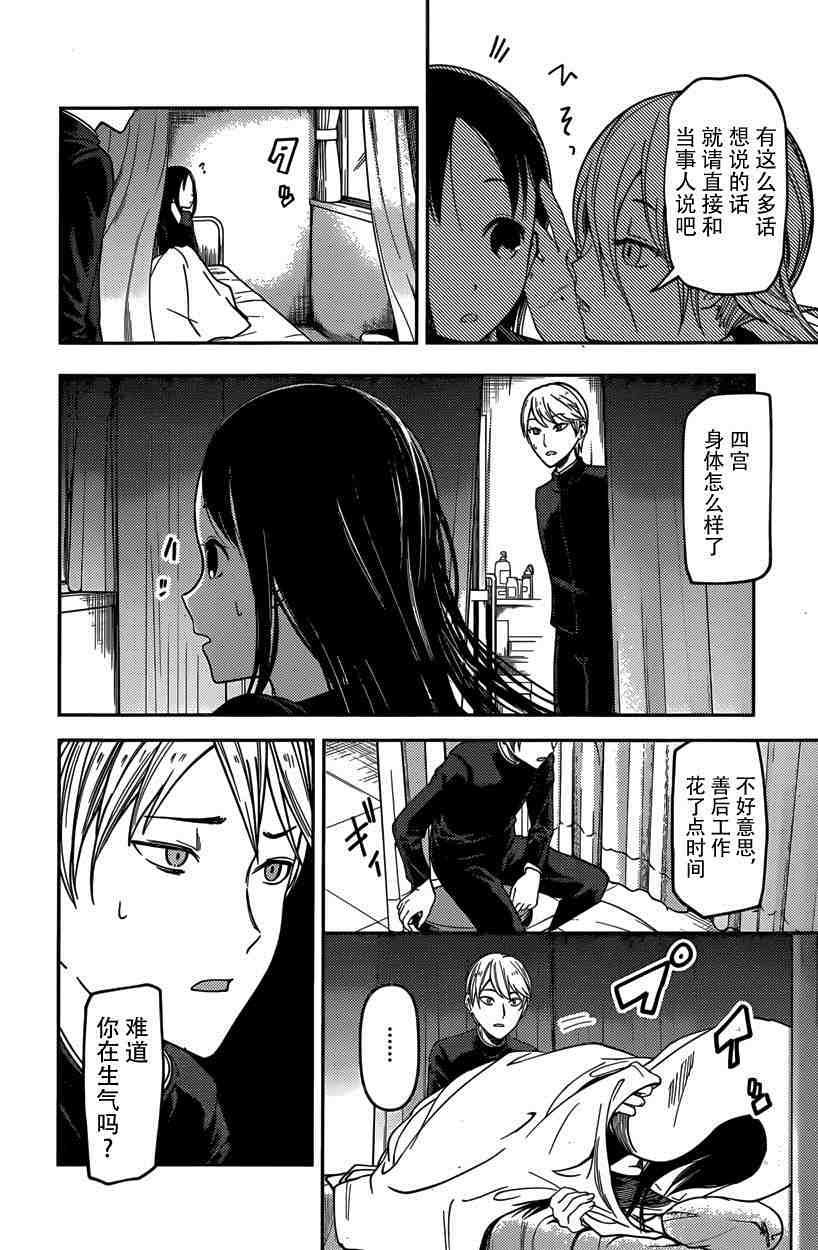 有这么多话
想说的话
就请直接和
当事人说吧
?
四宫
身体怎么样了
不好意思,
善后工作
花了点时间
……
难道
你在生气吗?